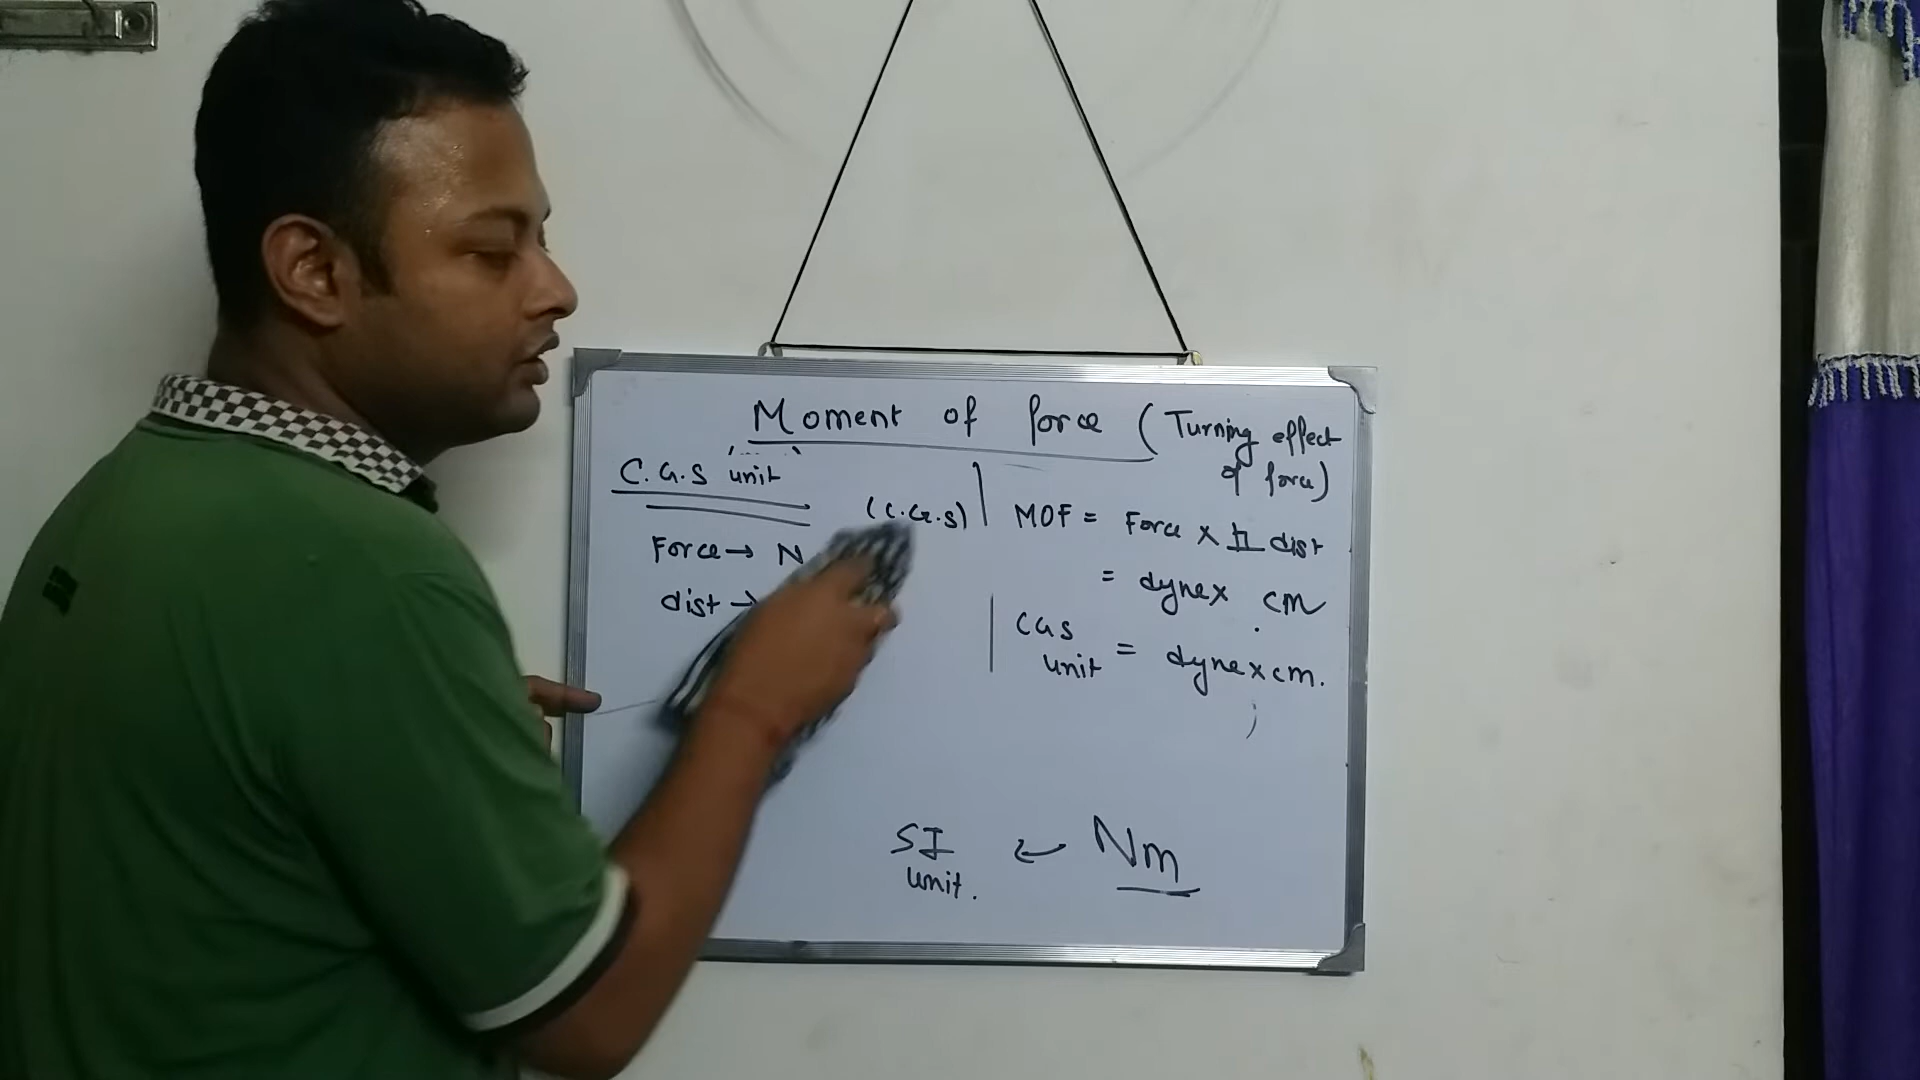 Moment of force (Turning effect
of force)
C.G.S unit
(C.G.S)
Force → N
dist →
MOF = Force x ⊥ dist
= dyne x cm
CGS
unit = dyne x cm.
SI
unit. ← Nm